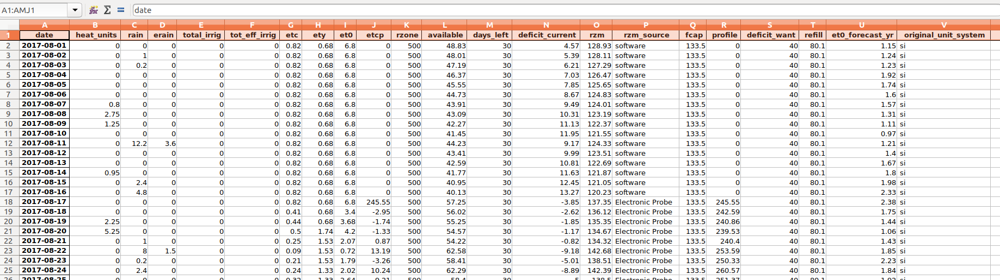 A1:AMJ1 date
A B C D E F G H I J K L M N O P Q R S T U V
1 date heat_units rain erain total_irrig tot_eff_irrig etc ety et0 etcp rzone available days_left deficit_current rzm rzm_source fcap profile deficit_want refill et0_forecast_yr original_unit_system
2 2017-08-01 0 0 0 0 0 0.82 0.68 6.8 0 500 48.83 30 4.57 128.93 software 133.5 0 40 80.1 1.15 si
3 2017-08-02 0 1 0 0 0 0.82 0.68 6.8 0 500 48.01 30 5.39 128.11 software 133.5 0 40 80.1 1.24 si
4 2017-08-03 0 0.2 0 0 0 0.82 0.68 6.8 0 500 47.19 30 6.21 127.29 software 133.5 0 40 80.1 1.23 si
5 2017-08-04 0 0 0 0 0 0.82 0.68 6.8 0 500 46.37 30 7.03 126.47 software 133.5 0 40 80.1 1.92 si
6 2017-08-05 0 0 0 0 0 0.82 0.68 6.8 0 500 45.55 30 7.85 125.65 software 133.5 0 40 80.1 1.74 si
7 2017-08-06 0 0 0 0 0 0.82 0.68 6.8 0 500 44.73 30 8.67 124.83 software 133.5 0 40 80.1 1.6 si
8 2017-08-07 0.8 0 0 0 0 0.82 0.68 6.8 0 500 43.91 30 9.49 124.01 software 133.5 0 40 80.1 1.57 si
9 2017-08-08 2.75 0 0 0 0 0.82 0.68 6.8 0 500 43.09 30 10.31 123.19 software 133.5 0 40 80.1 1.31 si
10 2017-08-09 1.25 0 0 0 0 0.82 0.68 6.8 0 500 42.27 30 11.13 122.37 software 133.5 0 40 80.1 1.11 si
11 2017-08-10 0 0 0 0 0 0.82 0.68 6.8 0 500 41.45 30 11.95 121.55 software 133.5 0 40 80.1 0.97 si
12 2017-08-11 0 12.2 3.6 0 0 0.82 0.68 6.8 0 500 44.23 30 9.17 124.33 software 133.5 0 40 80.1 1.21 si
13 2017-08-12 0 0 0 0 0 0.82 0.68 6.8 0 500 43.41 30 9.99 123.51 software 133.5 0 40 80.1 1.4 si
14 2017-08-13 0 0 0 0 0 0.82 0.68 6.8 0 500 42.59 30 10.81 122.69 software 133.5 0 40 80.1 1.67 si
15 2017-08-14 0.95 0 0 0 0 0.82 0.68 6.8 0 500 41.77 30 11.63 121.87 software 133.5 0 40 80.1 1.8 si
16 2017-08-15 0 2.4 0 0 0 0.82 0.68 6.8 0 500 40.95 30 12.45 121.05 software 133.5 0 40 80.1 1.98 si
17 2017-08-16 0 4.8 0 0 0 0.82 0.68 6.8 0 500 40.13 30 13.27 120.23 software 133.5 0 40 80.1 2.33 si
18 2017-08-17 0 0 0 0 0 0.82 0.68 6.8 245.55 500 57.25 30 -3.85 137.35 Electronic Probe 133.5 245.55 40 80.1 2.38 si
19 2017-08-18 0 0 0 0 0 0.41 0.68 3.4 -2.95 500 56.02 30 -2.62 136.12 Electronic Probe 133.5 242.59 40 80.1 1.75 si
20 2017-08-19 2.25 0 0 0 0 0.44 0.68 3.68 -1.74 500 55.25 30 -1.85 135.35 Electronic Probe 133.5 240.86 40 80.1 1.44 si
21 2017-08-20 5.25 0 0 0 0 0.5 1.74 4.2 -1.33 500 54.57 30 -1.17 134.67 Electronic Probe 133.5 239.53 40 80.1 1.06 si
22 2017-08-21 0 1 0 0 0 0.25 1.53 2.07 0.87 500 54.22 30 -0.82 134.32 Electronic Probe 133.5 240.4 40 80.1 1.43 si
23 2017-08-22 0 8 1.5 0 0 0.09 1.53 0.72 13.19 500 62.58 30 -9.18 142.68 Electronic Probe 133.5 253.59 40 80.1 1.85 si
24 2017-08-23 0 0.2 0 0 0 0.21 1.53 1.79 -3.26 500 58.41 30 -5.01 138.51 Electronic Probe 133.5 250.33 40 80.1 2.23 si
25 2017-08-24 0 2.4 0 0 0 0.24 1.33 2.02 10.24 500 62.29 30 -8.89 142.39 Electronic Probe 133.5 260.57 40 80.1 1.84 si
26 2017-08-25